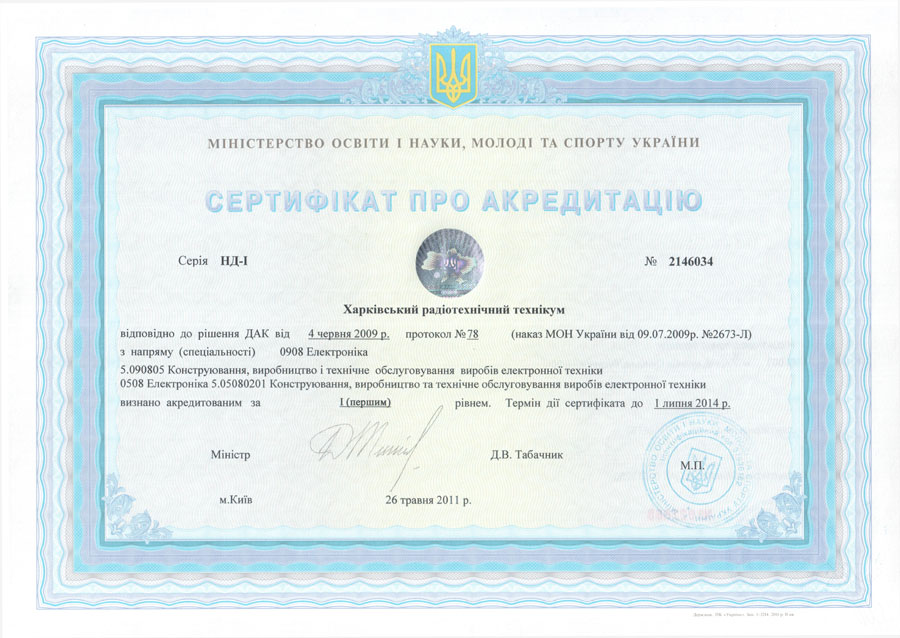 МІНІСТЕРСТВО ОСВІТИ І НАУКИ, МОЛОДІ ТА СПОРТУ УКРАЇНИ
СЕРТИФІКАТ ПРО АКРЕДИТАЦІЮ
Серія НД-І № 2146034
Харківський радіотехнічний технікум
відповідно до рішення ДАК від 4 червня 2009 р. протокол № 78 (наказ МОН України від 09.07.2009р. №2673-Л)
з напряму (спеціальності) 0908 Електроніка
5.090805 Конструювання, виробництво і технічне обслуговування виробів електронної техніки
0508 Електроніка 5.05080201 Конструювання, виробництво та технічне обслуговування виробів електронної техніки
визнано акредитованим за І (першим) рівнем. Термін дії сертифіката до 1 липня 2014 р.
Міністр Д.В. Табачник
М.П.
м.Київ 26 травня 2011 р.